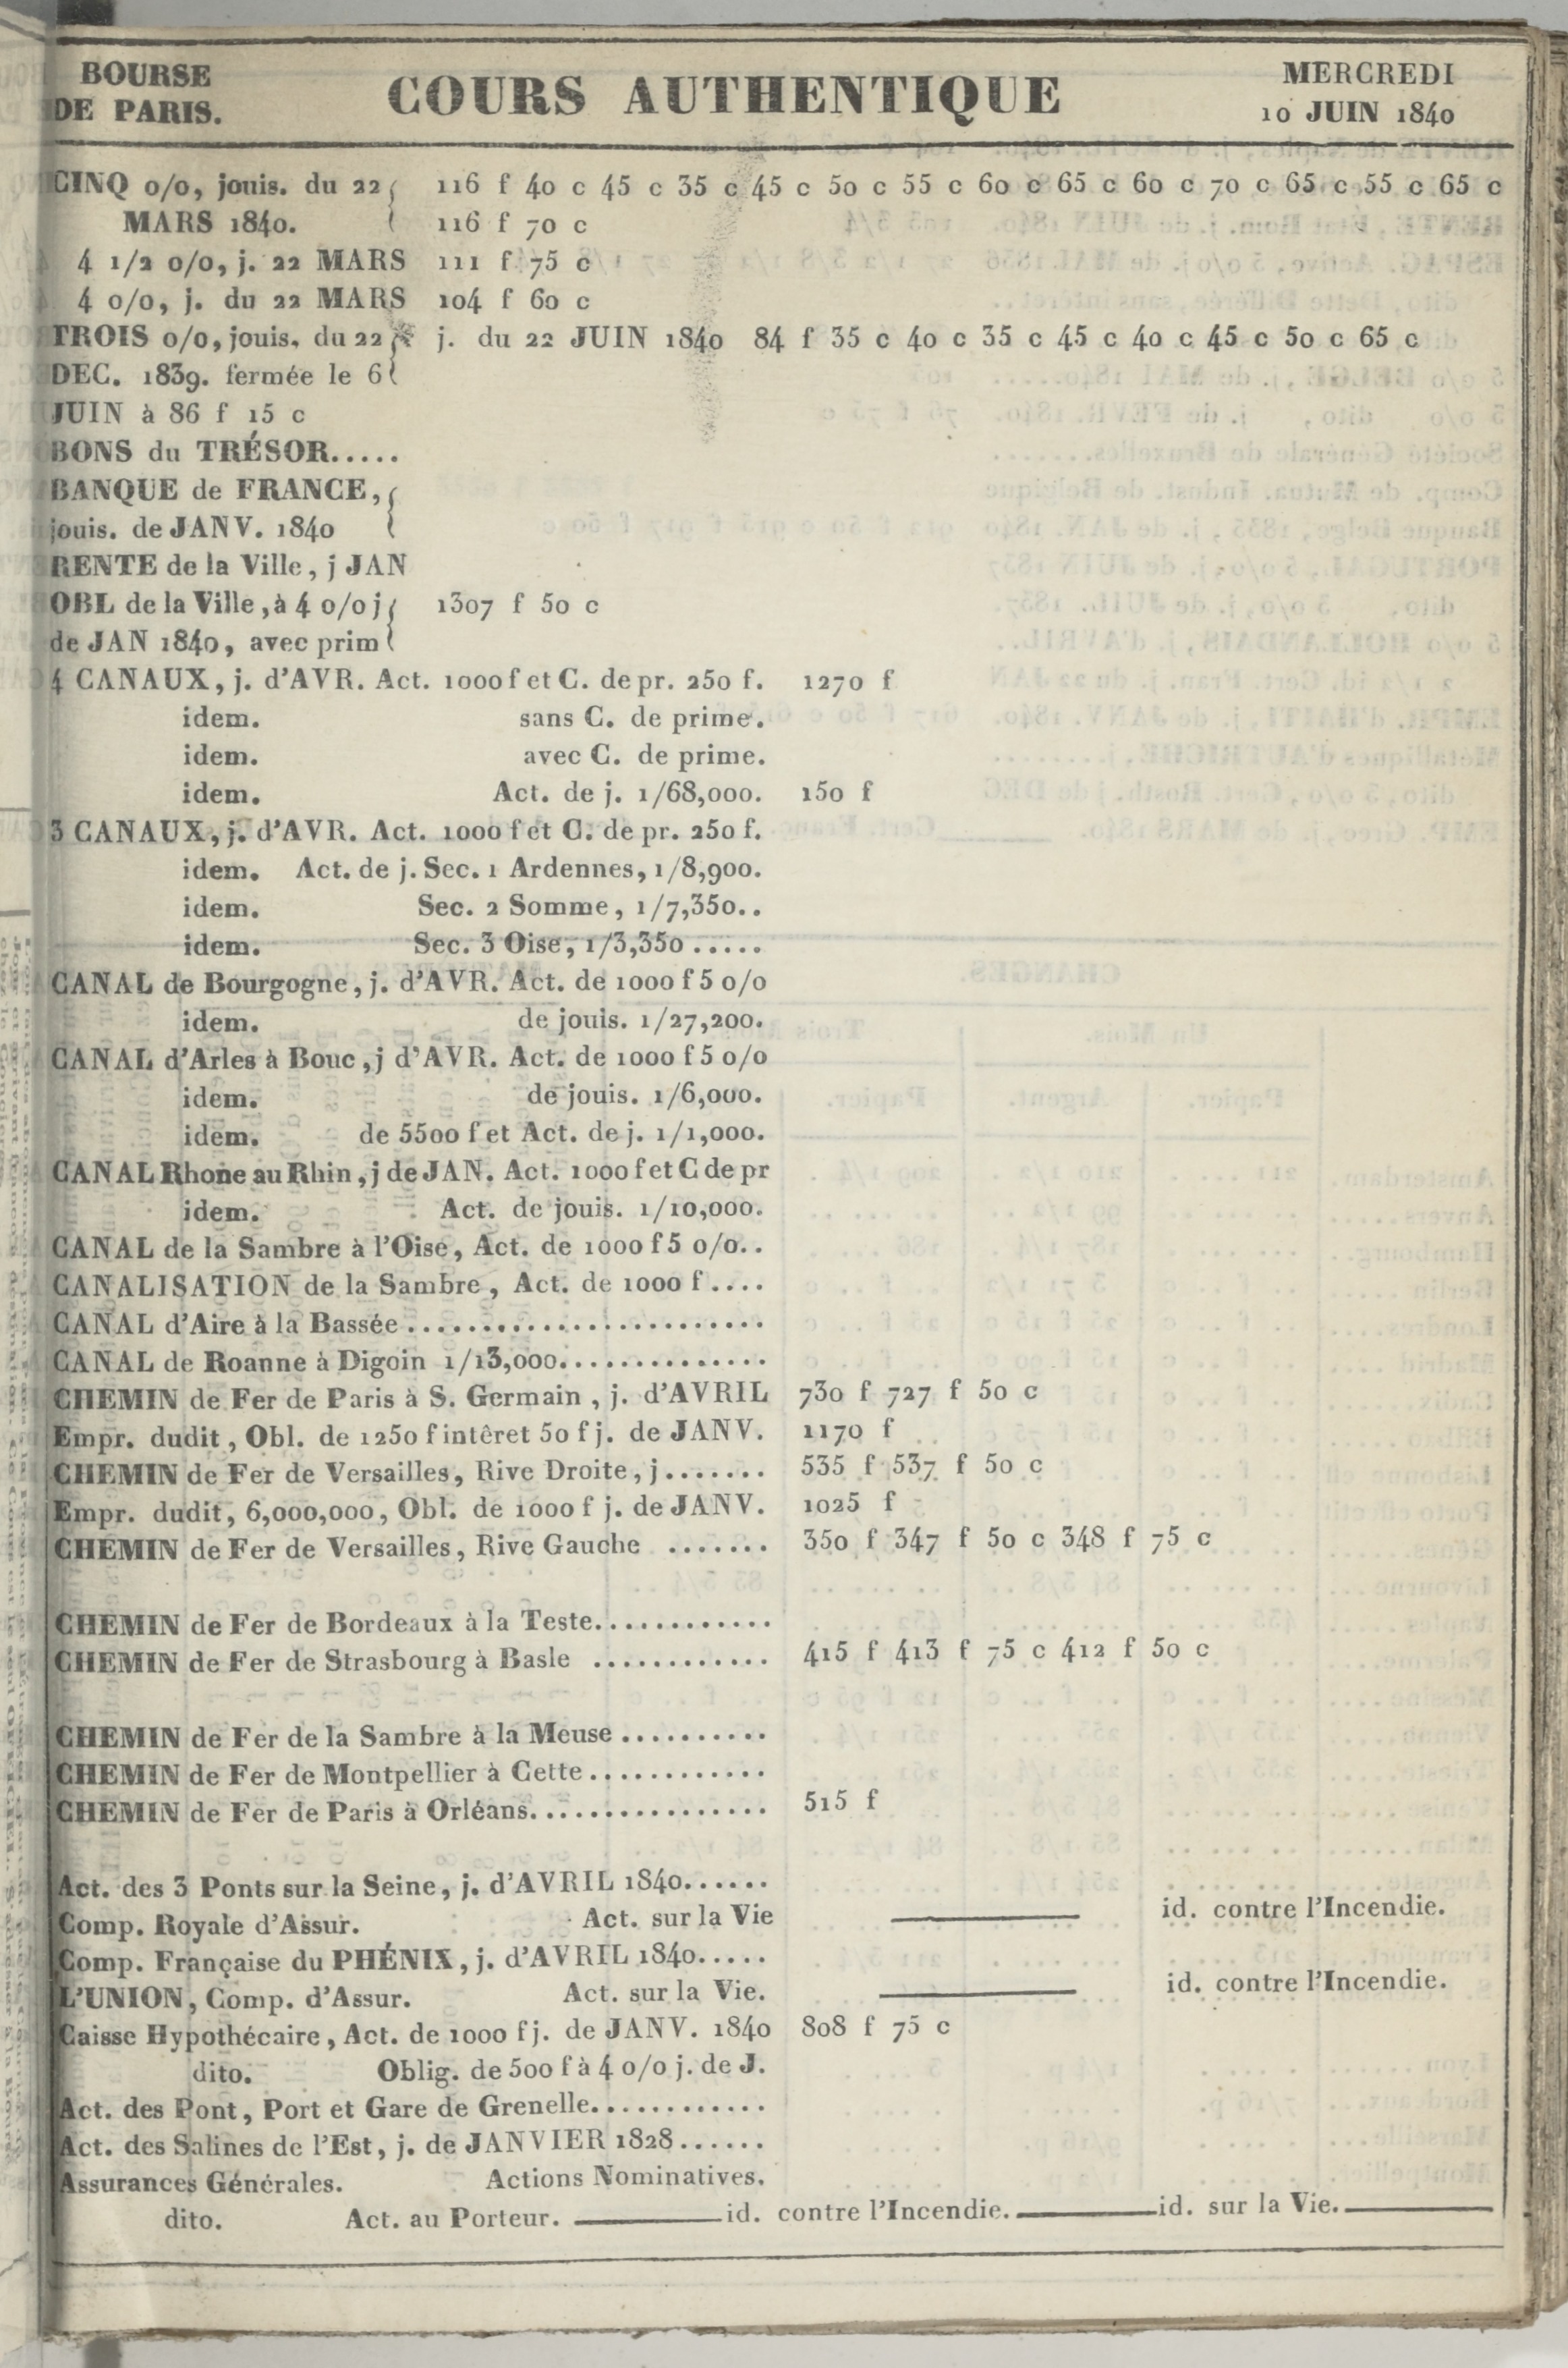 BOURSE DE PARIS.
COURS AUTHENTIQUE
MERCREDI 10 JUIN 1840
CINQ o/o, jouis. du 22 116 f 40 c 45 c 35 c 45 c 50 c 55 c 60 c 65 c 60 c 70 c 65 c 55 c 65 c
MARS 1840. 116 f 70 c
4 1/2 o/o, j. 22 MARS 111 f 75 c
4 o/o, j. du 22 MARS 104 f 60 c
TROIS o/o, jouis. du 22 j. du 22 JUIN 1840 84 f 35 c 40 c 35 c 45 c 40 c 45 c 50 c 65 c
DEC. 1839. fermée le 6
JUIN à 86 f 15 c
BONS du TRÉSOR.....
BANQUE de FRANCE,
jouis. de JANV. 1840
RENTE de la Ville, j JAN
OBL de la Ville, à 4 o/o j 1307 f 50 c
de JAN 1840, avec prim
4 CANAUX, j. d'AVR. Act. 1000 f et C. de pr. 250 f. 1270 f
idem. sans C. de prime.
idem. avec C. de prime.
idem. Act. de j. 1/68,000. 150 f
3 CANAUX, j. d'AVR. Act. 1000 f et C. de pr. 250 f.
idem. Act. de j. Sec. 1 Ardennes, 1/8,900.
idem. Sec. 2 Somme, 1/7,350..
idem. Sec. 3 Oise, 1/3,350.....
CANAL de Bourgogne, j. d'AVR. Act. de 1000 f 5 o/o
idem. de jouis. 1/27,200.
CANAL d'Arles à Bouc, j d'AVR. Act. de 1000 f 5 o/o
idem. de jouis. 1/6,000.
idem. de 5500 f et Act. de j. 1/1,000.
CANAL Rhone au Rhin, j de JAN. Act. 1000 f et C de pr
idem. Act. de jouis. 1/10,000.
CANAL de la Sambre à l'Oise, Act. de 1000 f 5 o/o..
CANALISATION de la Sambre, Act. de 1000 f....
CANAL d'Aire à la Bassée........................
CANAL de Roanne à Digoin 1/13,000..............
CHEMIN de Fer de Paris à S. Germain, j. d'AVRIL 730 f 727 f 50 c
Empr. dudit, Obl. de 1250 f intêret 50 f j. de JANV. 1170 f
CHEMIN de Fer de Versailles, Rive Droite, j....... 535 f 537 f 50 c
Empr. dudit, 6,000,000, Obl. de 1000 f j. de JANV. 1025 f
CHEMIN de Fer de Versailles, Rive Gauche ....... 350 f 347 f 50 c 348 f 75 c
CHEMIN de Fer de Bordeaux à la Teste............
CHEMIN de Fer de Strasbourg à Basle ............ 415 f 413 f 75 c 412 f 50 c
CHEMIN de Fer de la Sambre à la Meuse..........
CHEMIN de Fer de Montpellier à Cette............
CHEMIN de Fer de Paris à Orléans................ 515 f
Act. des 3 Ponts sur la Seine, j. d'AVRIL 1840......
Comp. Royale d'Assur. Act. sur la Vie id. contre l'Incendie.
Comp. Française du PHÉNIX, j. d'AVRIL 1840.....
L'UNION, Comp. d'Assur. Act. sur la Vie. id. contre l'Incendie.
Caisse Hypothécaire, Act. de 1000 f j. de JANV. 1840 808 f 75 c
dito. Oblig. de 500 f à 4 o/o j. de J.
Act. des Pont, Port et Gare de Grenelle............
Act. des Salines de l'Est, j. de JANVIER 1828......
Assurances Générales. Actions Nominatives.
dito. Act. au Porteur. id. contre l'Incendie. id. sur la Vie.